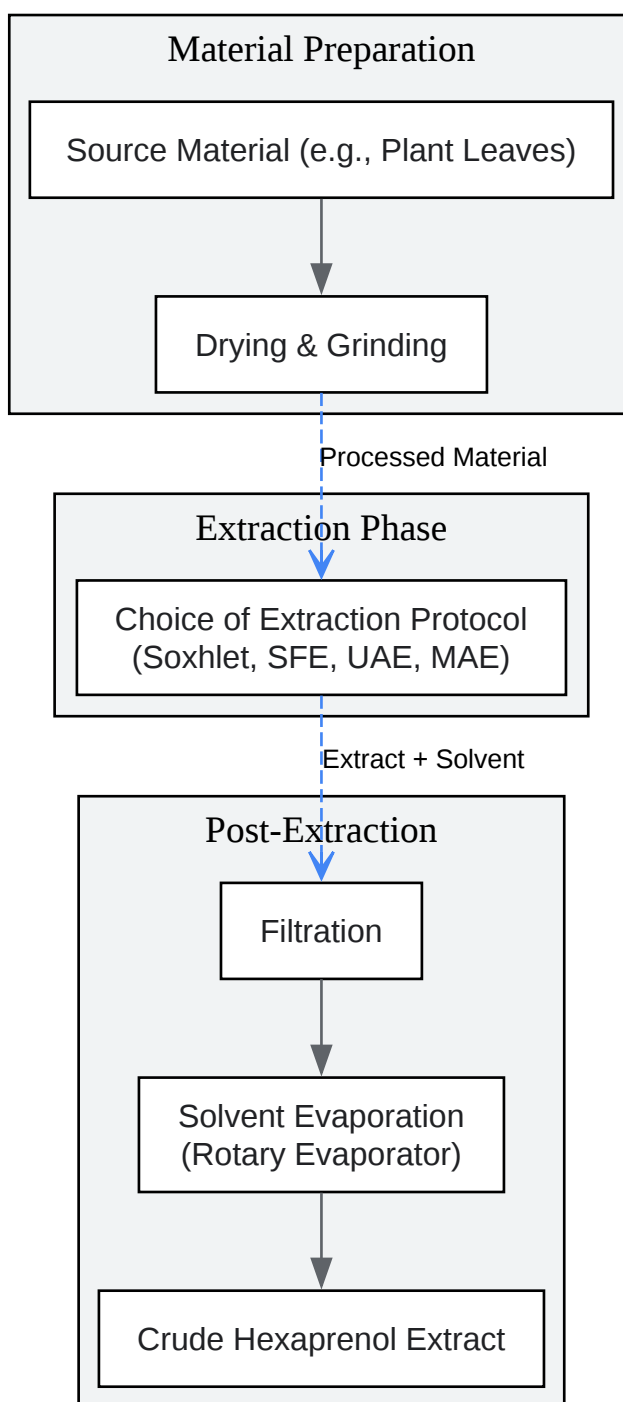 Material Preparation
Source Material (e.g., Plant Leaves)
Drying & Grinding
Processed Material
Extraction Phase
Choice of Extraction Protocol
(Soxhlet, SFE, UAE, MAE)
Extract + Solvent
Post-Extraction
Filtration
Solvent Evaporation
(Rotary Evaporator)
Crude Hexaprenol Extract